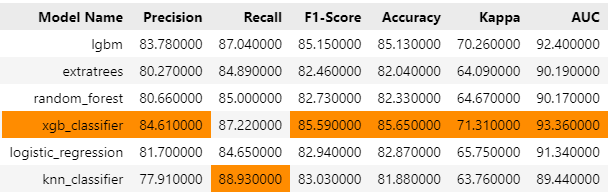 Model Name Precision Recall F1-Score Accuracy Kappa AUC
lgbm 83.780000 87.040000 85.150000 85.130000 70.260000 92.400000
extratrees 80.270000 84.890000 82.460000 82.040000 64.090000 90.190000
random_forest 80.660000 85.000000 82.730000 82.330000 64.670000 90.170000
xgb_classifier 84.610000 87.220000 85.590000 85.650000 71.310000 93.360000
logistic_regression 81.700000 84.650000 82.940000 82.870000 65.750000 91.340000
knn_classifier 77.910000 88.930000 83.030000 81.880000 63.760000 89.440000